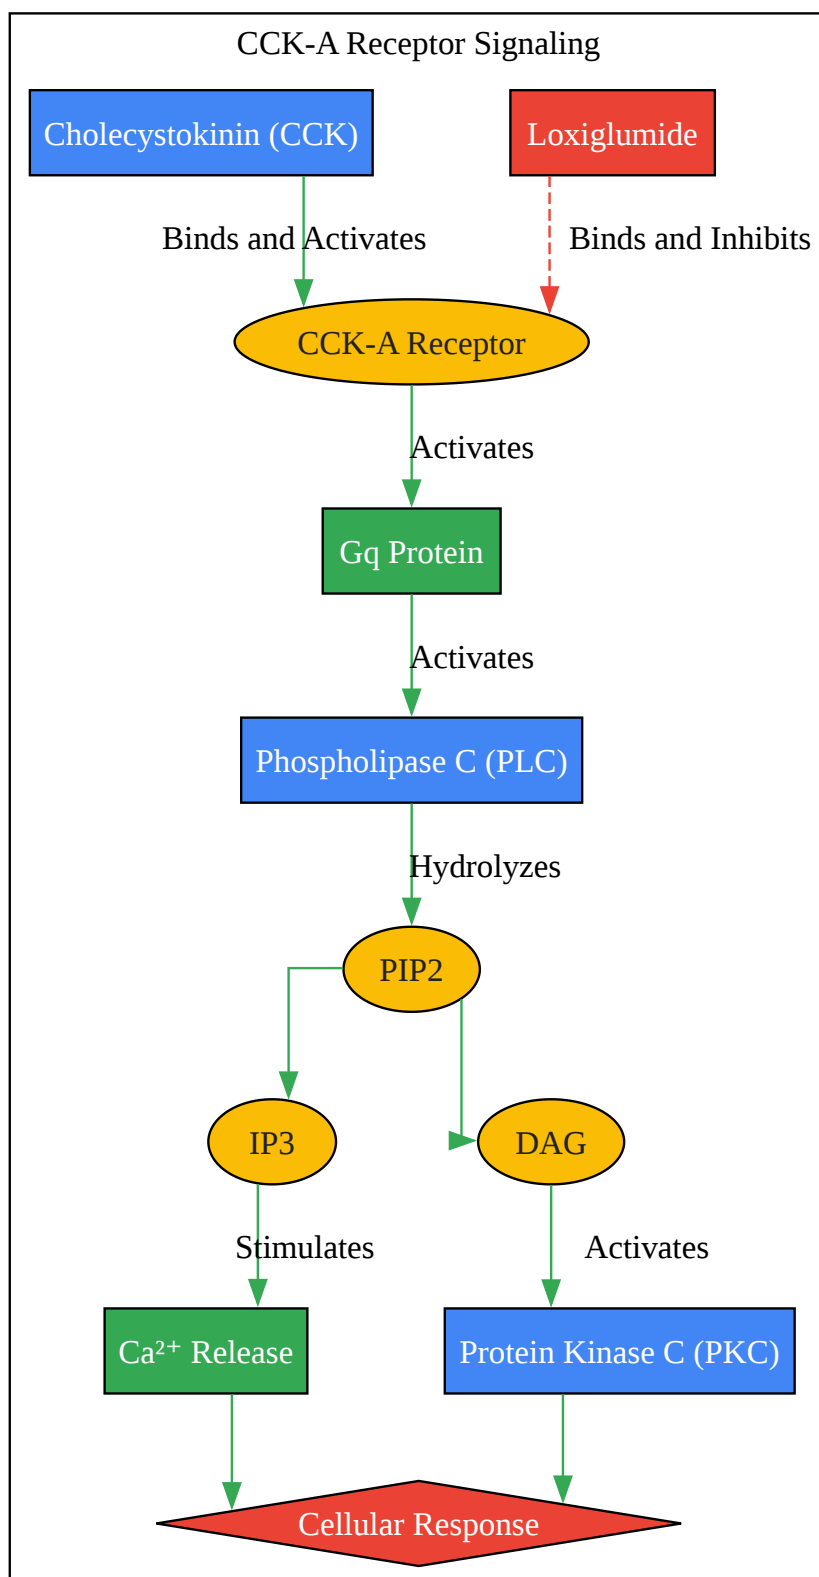 CCK-A Receptor Signaling
Cholecystokinin (CCK)
Loxiglumide
Binds and Activates
Binds and Inhibits
CCK-A Receptor
Activates
Gq Protein
Activates
Phospholipase C (PLC)
Hydrolyzes
PIP2
IP3
DAG
Stimulates
Activates
Ca²⁺ Release
Protein Kinase C (PKC)
Cellular Response